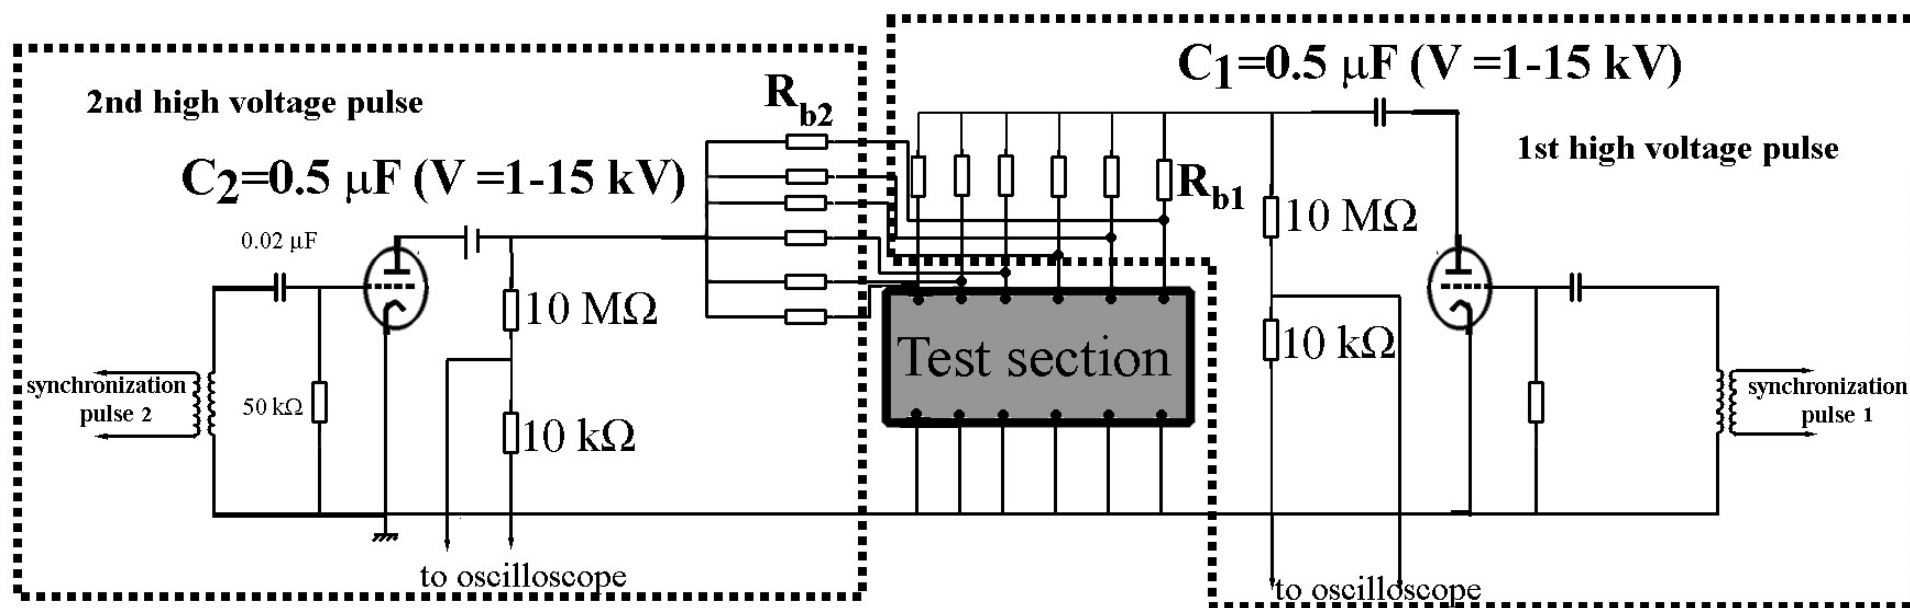 2nd high voltage pulse
C2=0.5 μF (V =1-15 kV)
0.02 μF
50 kΩ
synchronization
pulse 2
10 MΩ
10 kΩ
to oscilloscope
Rb2
C1=0.5 μF (V =1-15 kV)
1st high voltage pulse
Rb1
10 MΩ
10 kΩ
Test section
synchronization
pulse 1
to oscilloscope